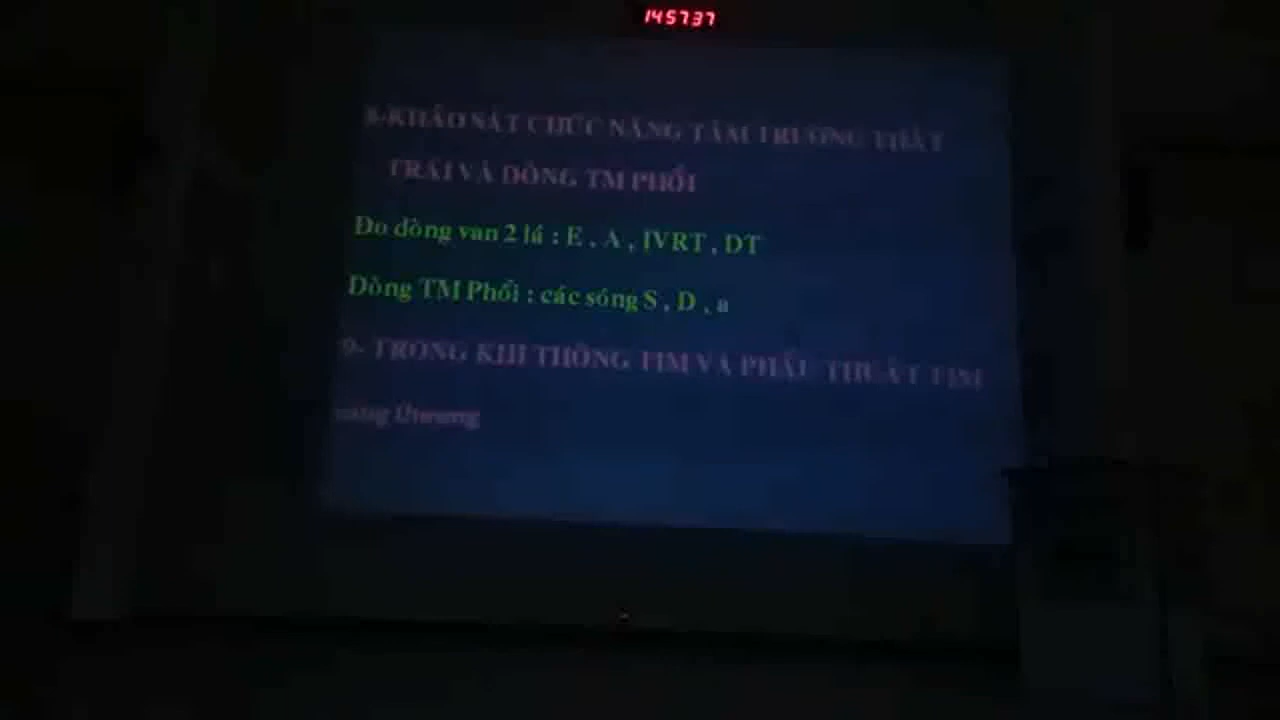 145737
8-KHẢO SÁT CHỨC NĂNG TÂM TRƯƠNG THẤT
TRÁI VÀ DÒNG TM PHỔI
Đo dòng van 2 lá : E , A , IVRT , DT
Dòng TM Phổi : các sóng S , D , a
9- TRONG KHI THÔNG TIM VÀ PHẨU THUẬT TIM